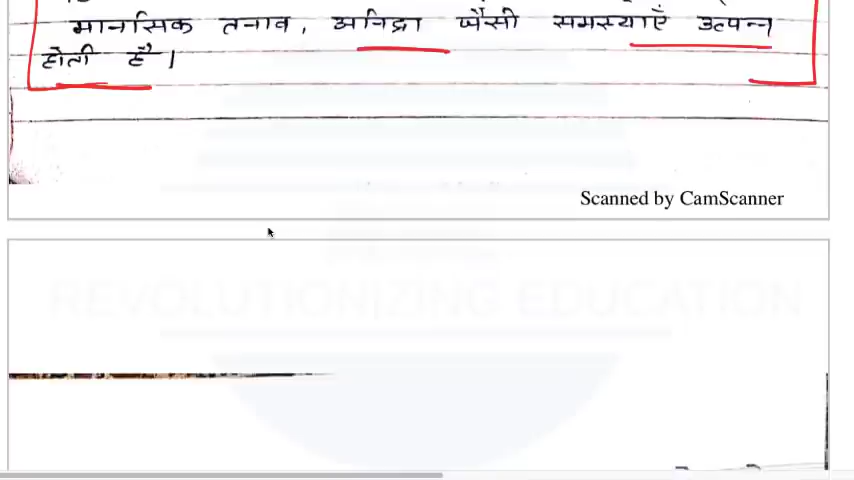 मानसिक तनाव, अनिद्रा जैसी समस्याएँ उत्पन्न
होती है ।
Scanned by CamScanner
REVOLUTIONIZING EDUCATION